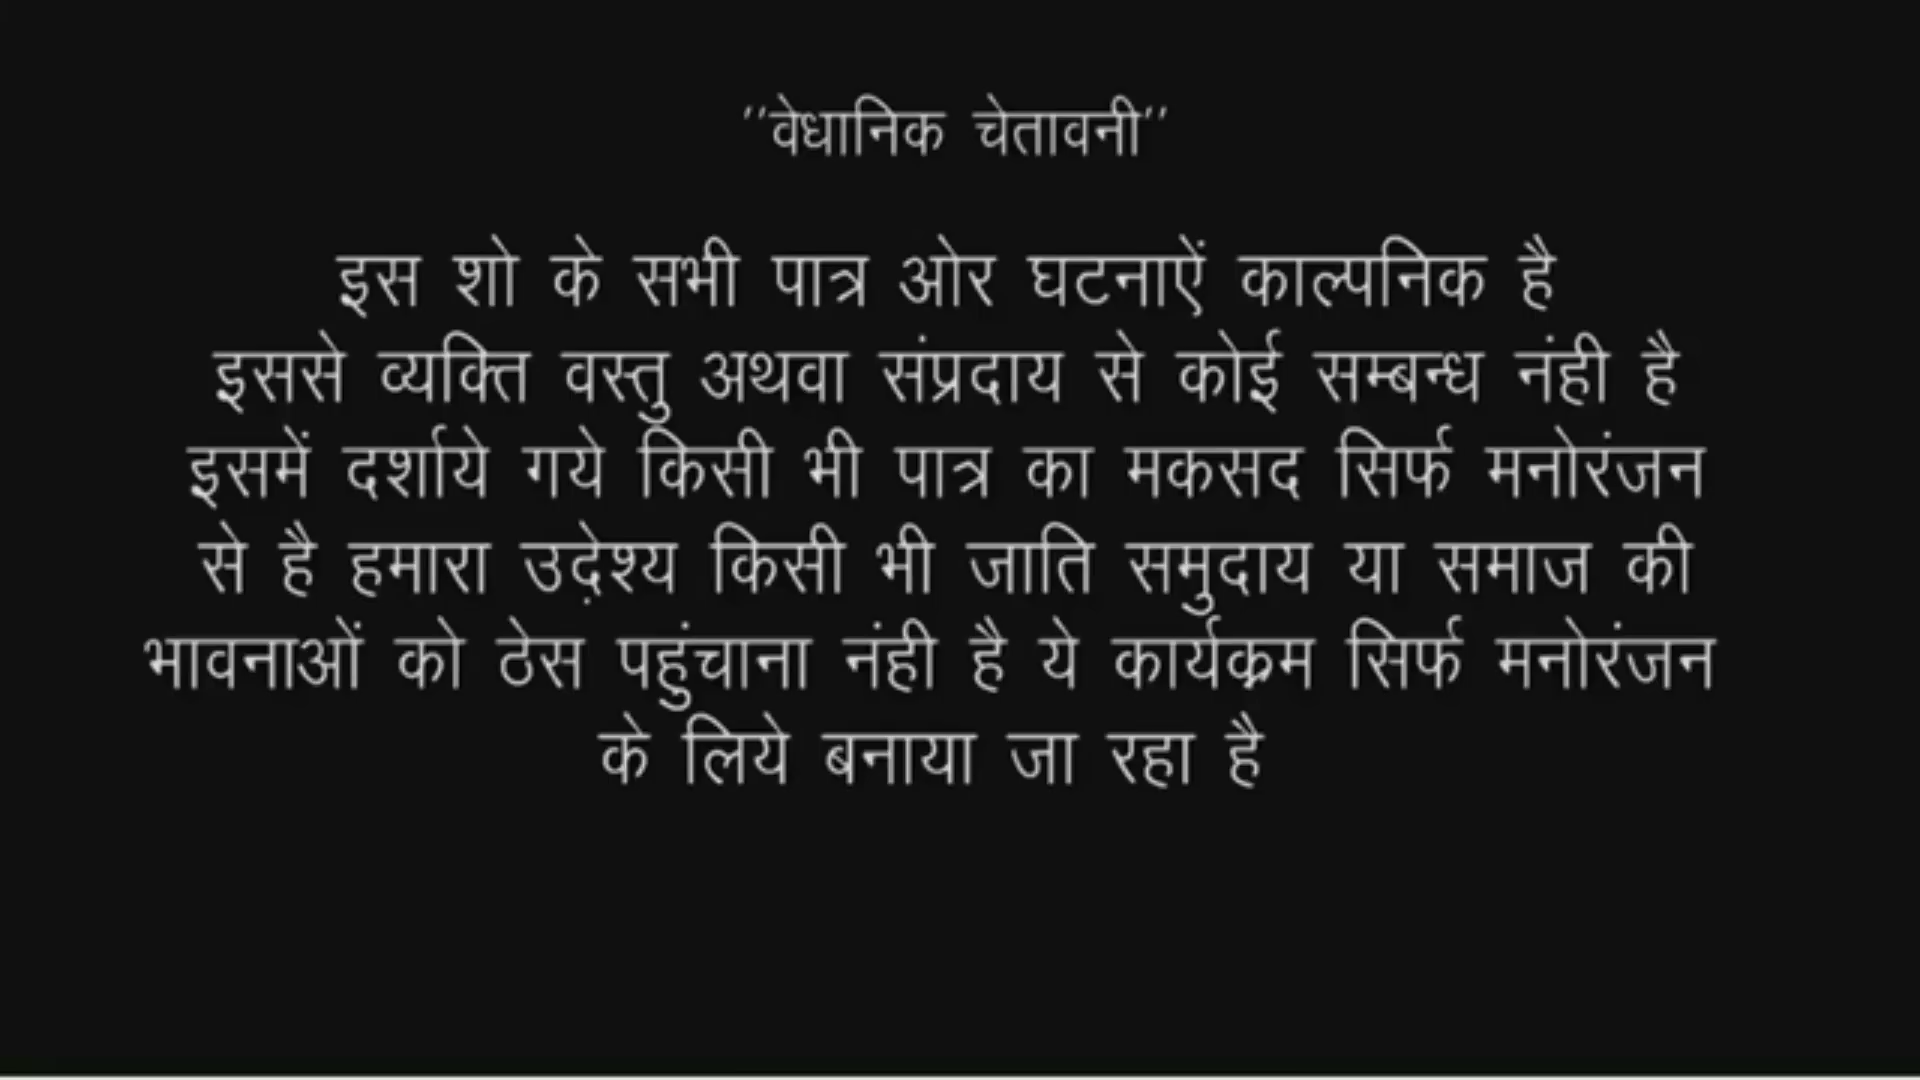 ''वेधानिक चेतावनी''
इस शो के सभी पात्र ओर घटनाऐं काल्पनिक है
इससे व्यक्ति वस्तु अथवा संप्रदाय से कोई सम्बन्ध नंही है
इसमें दर्शाये गये किसी भी पात्र का मकसद सिर्फ मनोरंजन
से है हमारा उद़ेश्य किसी भी जाति समुदाय या समाज की
भावनाओं को ठेस पहुंचाना नंही है ये कार्यक्रम सिर्फ मनोरंजन
के लिये बनाया जा रहा है